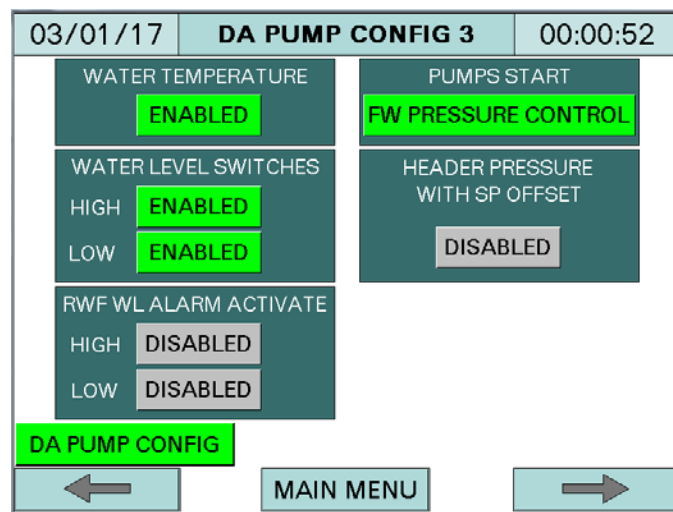 03/01/17 DA PUMP CONFIG 3 00:00:52
WATER TEMPERATURE
ENABLED
PUMPS START
FW PRESSURE CONTROL
WATER LEVEL SWITCHES
HIGH ENABLED
LOW ENABLED
HEADER PRESSURE
WITH SP OFFSET
DISABLED
RWF WL ALARM ACTIVATE
HIGH DISABLED
LOW DISABLED
DA PUMP CONFIG
MAIN MENU